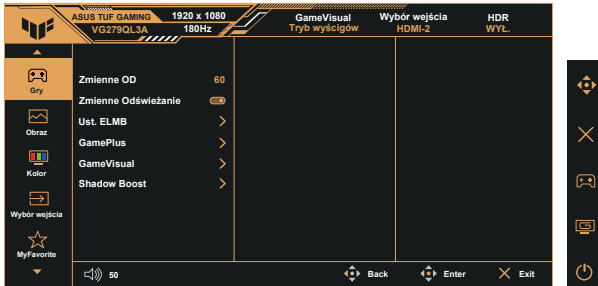 ASUS TUF GAMING 1920 x 1080
VG279QL3A 180Hz
GameVisual Wybór wejścia HDR
Tryb wyścigów HDMI-2 WYŁ.
Gry
Obraz
Kolor
Wybór wejścia
MyFavorite
Zmienne OD 60
Zmienne Odświeżanie
Ust. ELMB
GamePlus
GameVisual
Shadow Boost
50 Back Enter Exit